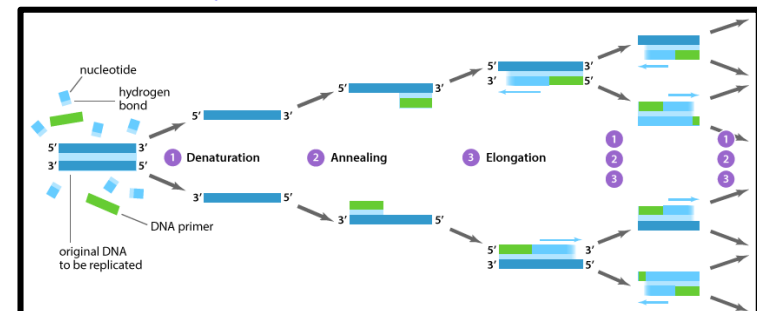 nucleotide
hydrogen
bond
5' 3'
3' 5'
DNA primer
original DNA
to be replicated
5' 3'
1 Denaturation
3' 5'
5' 3'
2 Annealing
3' 5'
5' 3'
3' 5'
3 Elongation
5' 3'
3' 5'
1
2
3
1
2
3